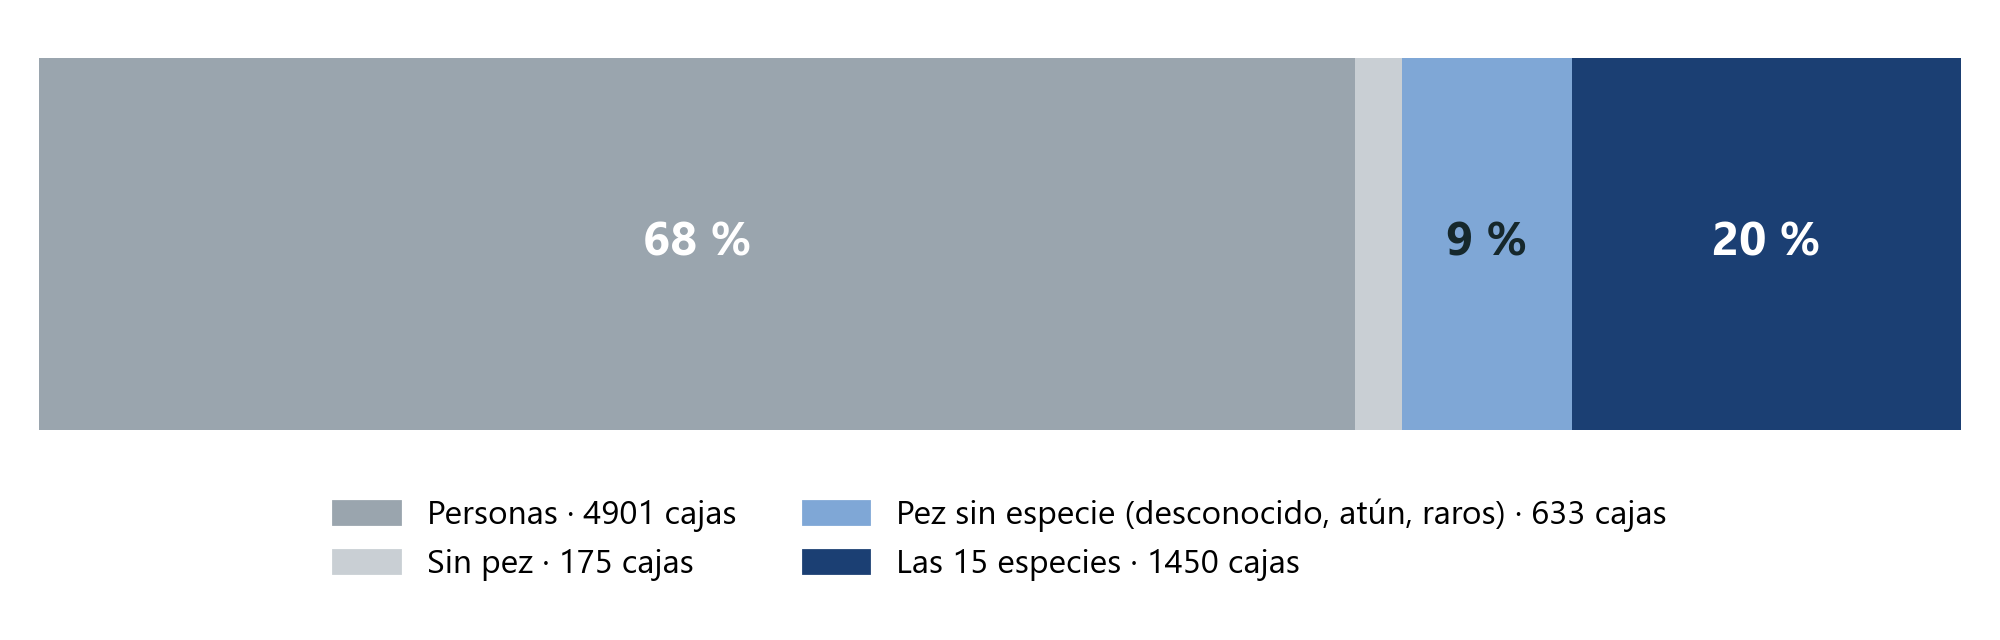 68 %
9 %
20 %
Personas · 4901 cajas
Sin pez · 175 cajas
Pez sin especie (desconocido, atún, raros) · 633 cajas
Las 15 especies · 1450 cajas